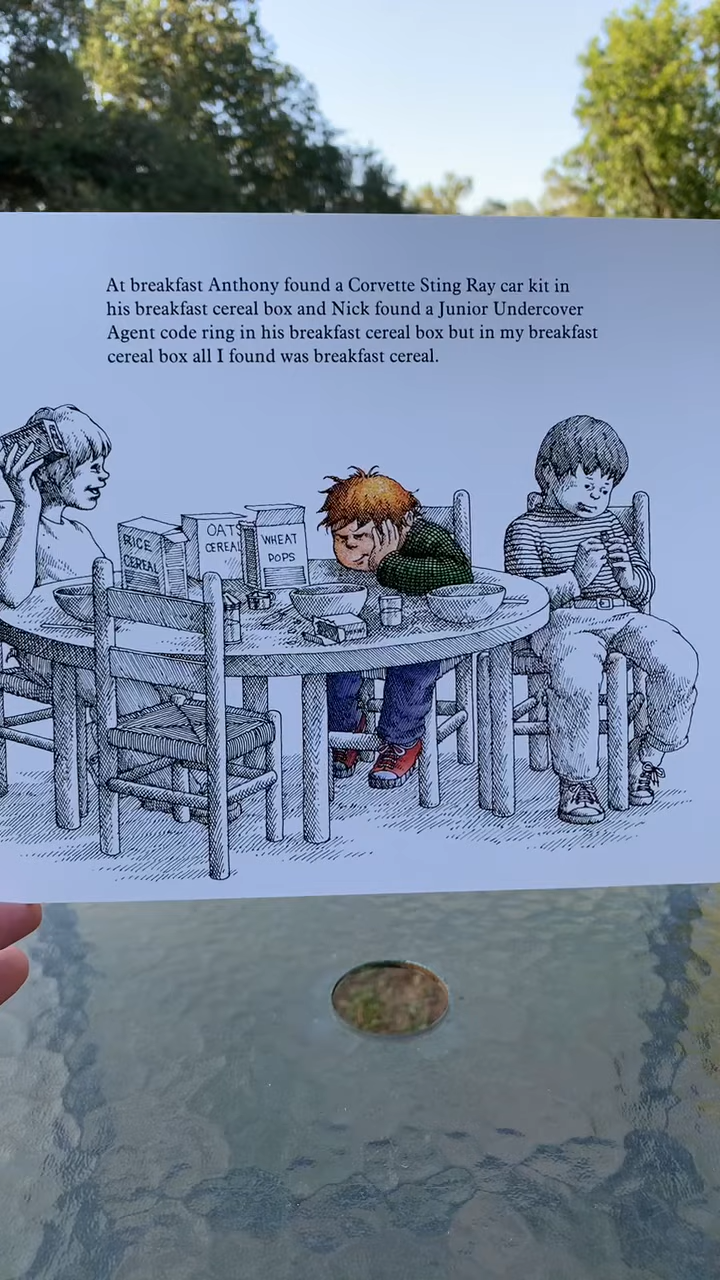 At breakfast Anthony found a Corvette Sting Ray car kit in
his breakfast cereal box and Nick found a Junior Undercover
Agent code ring in his breakfast cereal box but in my breakfast
cereal box all I found was breakfast cereal.
RICE
CEREAL
OATS
CEREAL
WHEAT
POPS